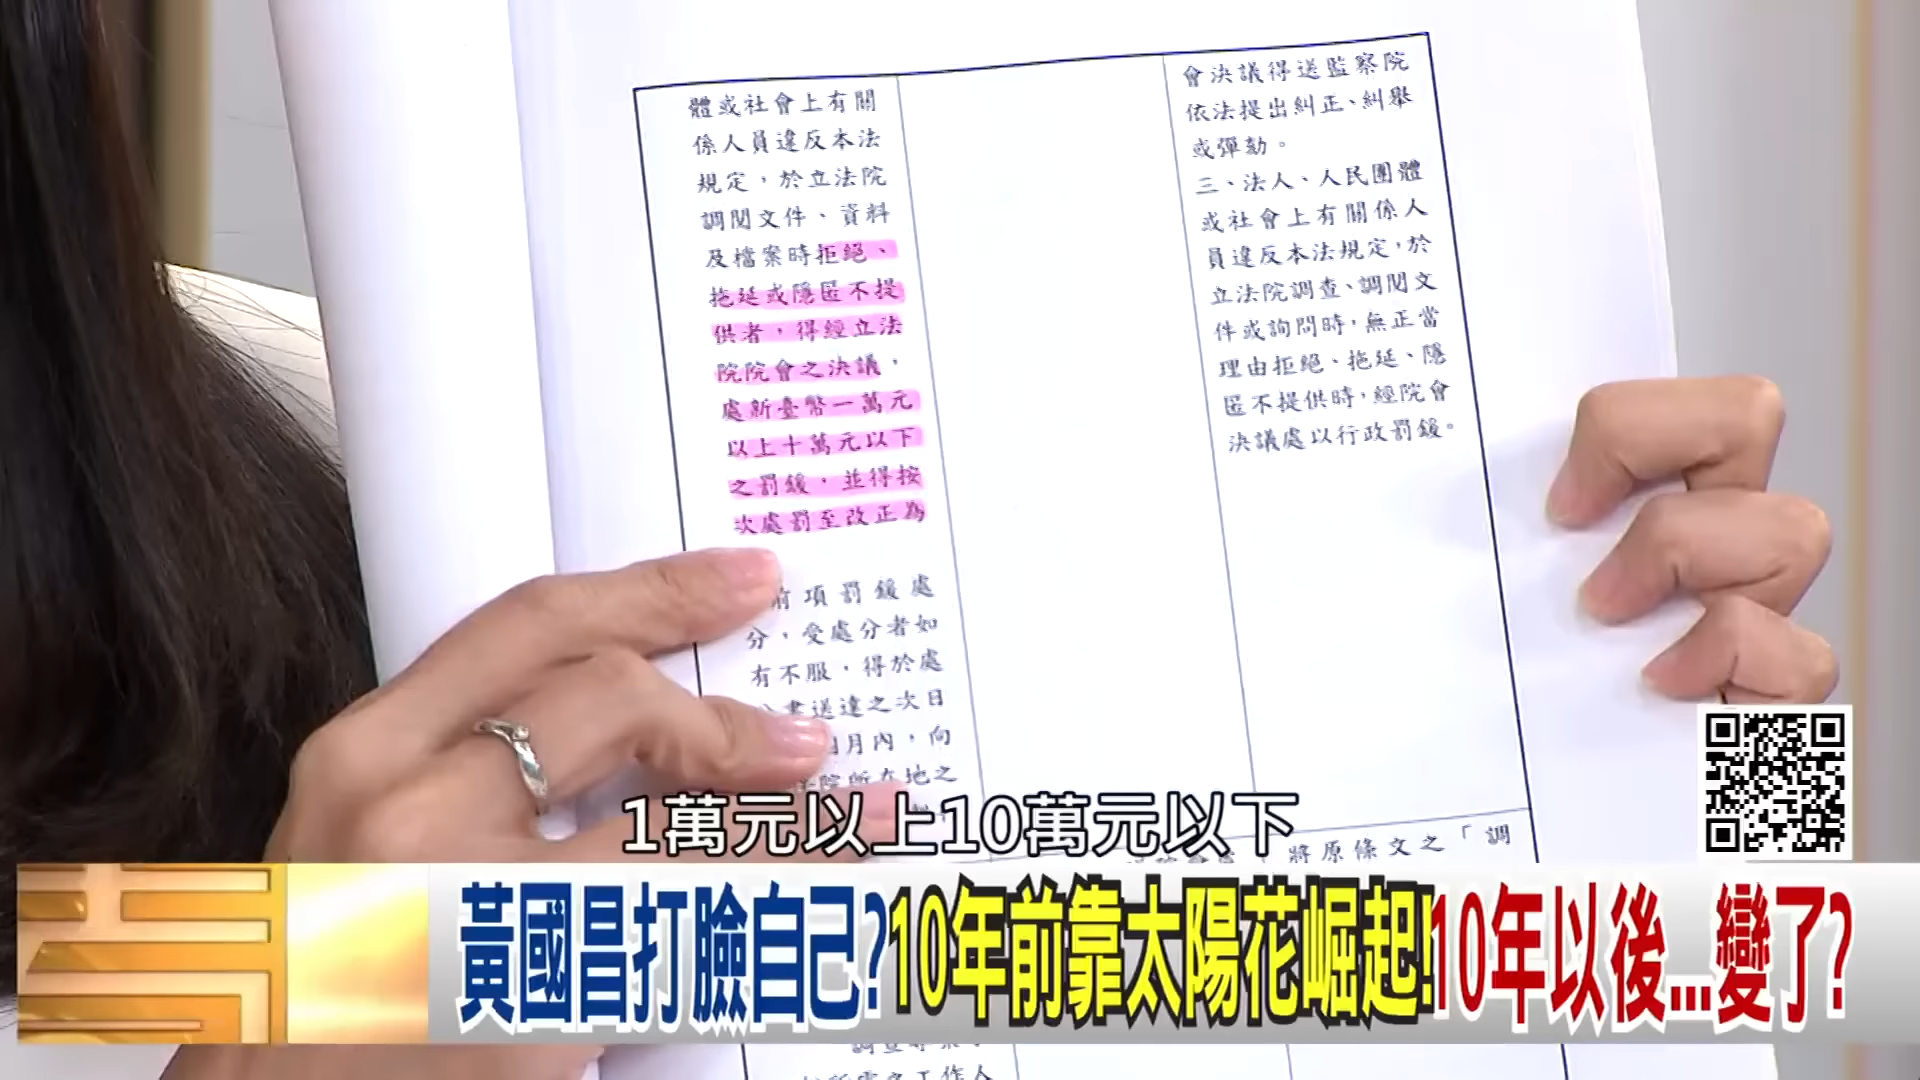 體或社會上有關
係人員違反本法
規定，於立法院
調閱文件、資料
及檔案時拒絕、
拖延或隱匿不提
供者，得經立法
院院會之決議，
處新臺幣一萬元
以上十萬元以下
之罰鍰，並得按
次處罰至改正為
前項罰鍰處
分，受處分者如
有不服，得於處
書送達之次日
月內，向
院所在地之
會決議得送監察院
依法提出糾正、糾舉
或彈劾。
三、法人、人民團體
或社會上有關係人
員違反本法規定，於
立法院調查、調閱文
件或詢問時，無正當
理由拒絕、拖延、隱
匿不提供時，經院會
決議處以行政罰鍰。
將原條文之「調
1萬元以上10萬元以下
黃國昌打臉自己?10年前靠太陽花崛起!10年以後...變了?
之工作人